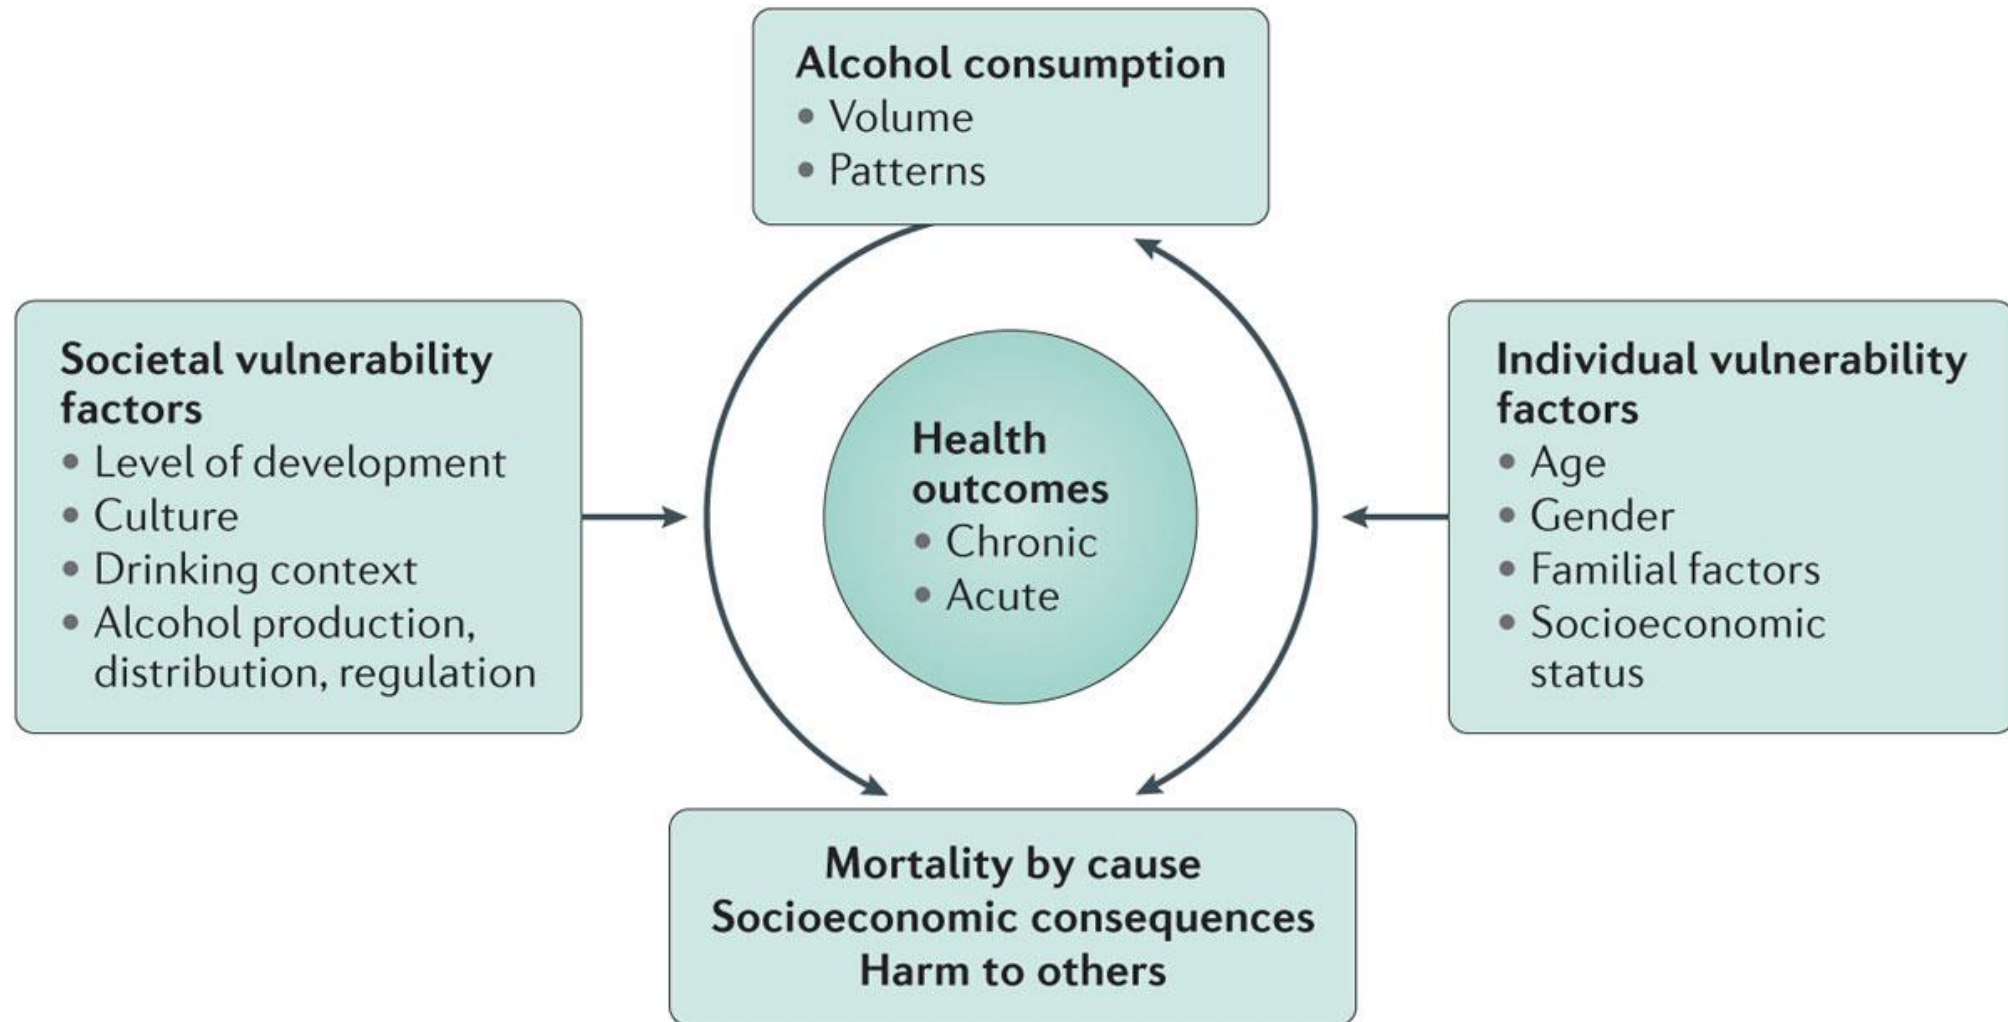 Alcohol consumption
• Volume
• Patterns
Societal vulnerability
factors
• Level of development
• Culture
• Drinking context
• Alcohol production,
distribution, regulation
Health
outcomes
• Chronic
• Acute
Individual vulnerability
factors
• Age
• Gender
• Familial factors
• Socioeconomic
status
Mortality by cause
Socioeconomic consequences
Harm to others